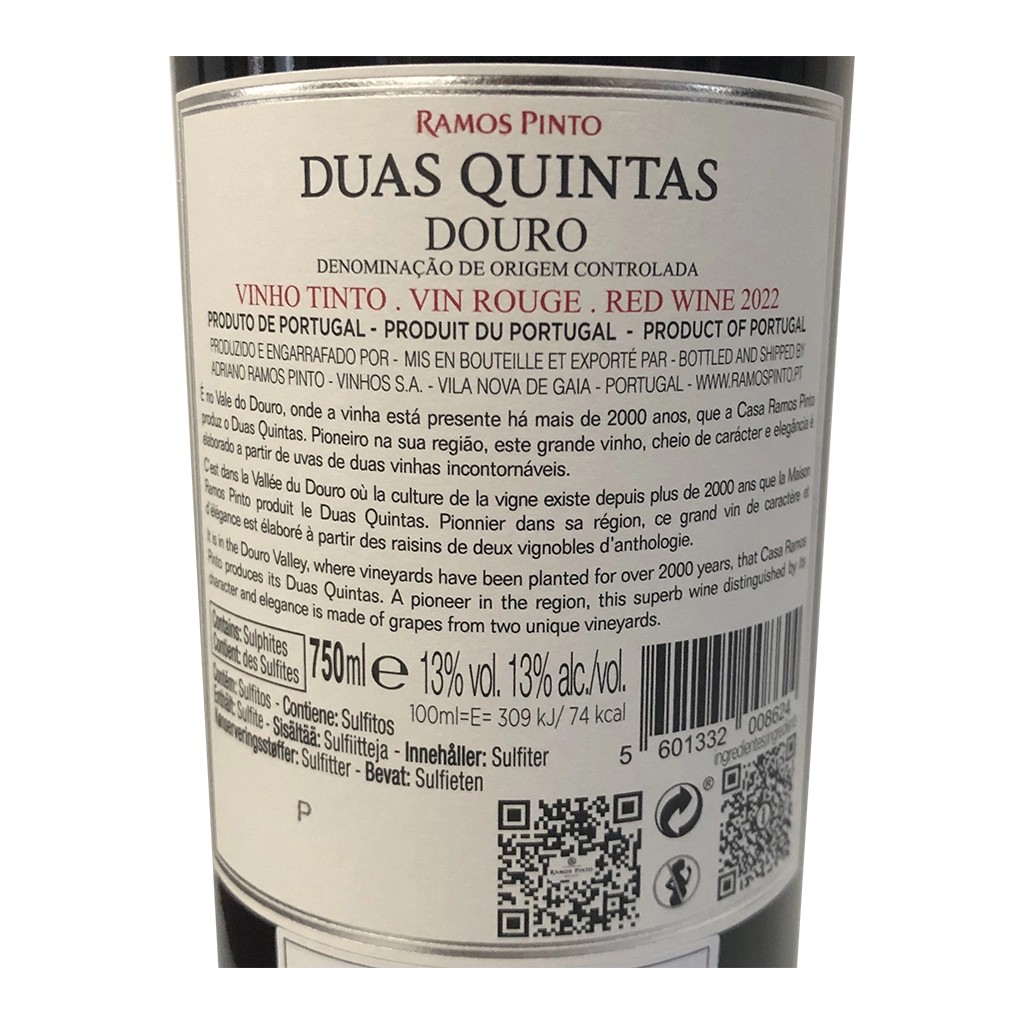 RAMOS PINTO
DUAS QUINTAS
DOURO
DENOMINAÇÃO DE ORIGEM CONTROLADA
VINHO TINTO . VIN ROUGE . RED WINE 2022
PRODUTO DE PORTUGAL - PRODUIT DU PORTUGAL - PRODUCT OF PORTUGAL
PRODUZIDO E ENGARRAFADO POR - MIS EN BOUTEILLE ET EXPORTÉ PAR - BOTTLED AND SHIPPED BY
ADRIANO RAMOS PINTO - VINHOS S.A. - VILA NOVA DE GAIA - PORTUGAL - WWW.RAMOSPINTO.PT
É no Vale do Douro, onde a vinha está presente há mais de 2000 anos, que a Casa Ramos Pinto
produz o Duas Quintas. Pioneiro na sua região, este grande vinho, cheio de carácter e elegância é
elaborado a partir de uvas de duas vinhas incontornáveis.
C'est dans la Vallée du Douro où la culture de la vigne existe depuis plus de 2000 ans que la Maison
Ramos Pinto produit le Duas Quintas. Pionnier dans sa région, ce grand vin de caractère et
d'élégance est élaboré à partir des raisins de deux vignobles d'anthologie.
It is in the Douro Valley, where vineyards have been planted for over 2000 years, that Casa Ramos
Pinto produces its Duas Quintas. A pioneer in the region, this superb wine distinguished by its
character and elegance is made of grapes from two unique vineyards.
Contains: Sulphites
Contient: des Sulfites
750ml e 13% vol. 13% alc./vol.
100ml=E= 309 kJ/ 74 kcal
Contém: Sulfitos - Contiene: Sulfitos
Enthält: Sulfite - Sisältää: Sulfiitteja - Innehåller: Sulfiter
Konserveringsstoffer: Sulfitter - Bevat: Sulfieten
5 601332 008624
ingredientes/ingredients
P
®
RAMOS PINTO